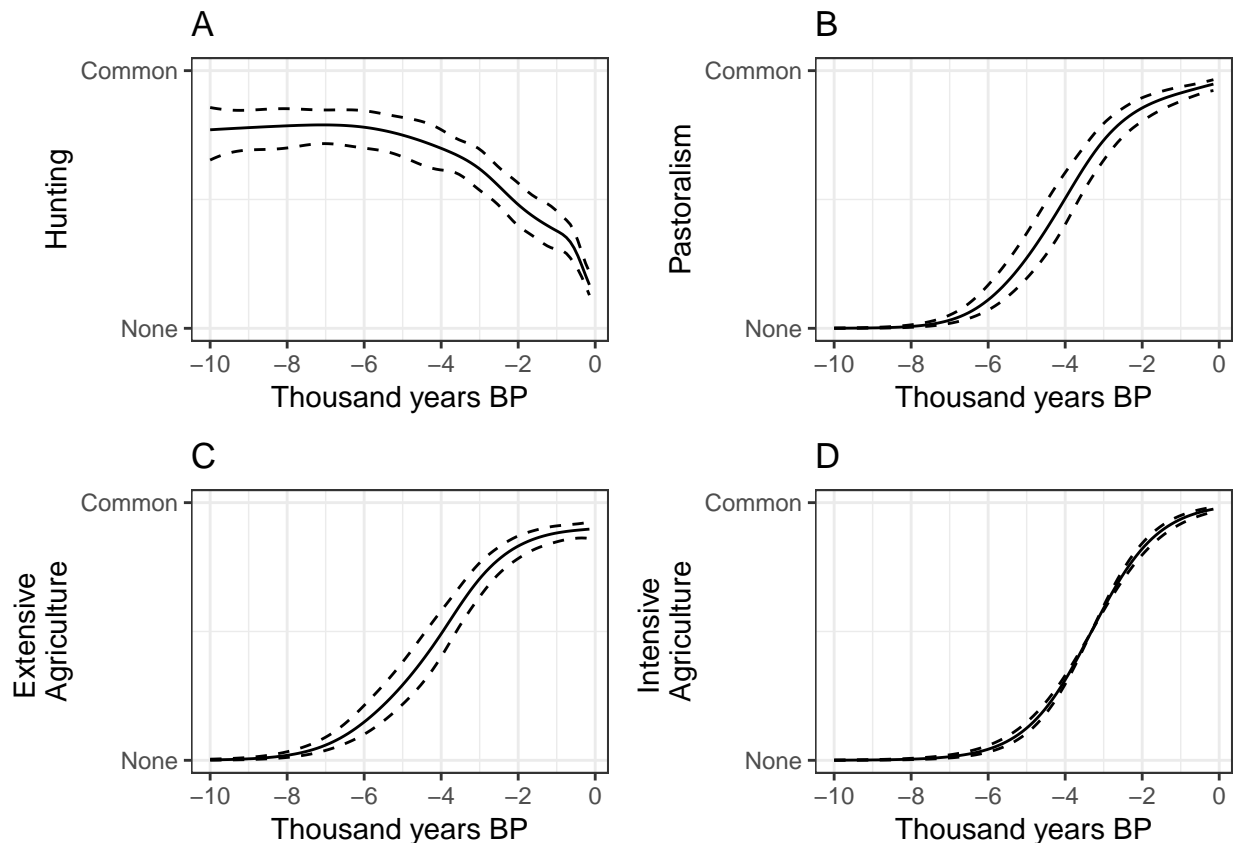 A
Common
None
Hunting
−10 −8 −6 −4 −2 0
Thousand years BP
B
Common
None
Pastoralism
−10 −8 −6 −4 −2 0
Thousand years BP
C
Common
None
Extensive
Agriculture
−10 −8 −6 −4 −2 0
Thousand years BP
D
Common
None
Intensive
Agriculture
−10 −8 −6 −4 −2 0
Thousand years BP